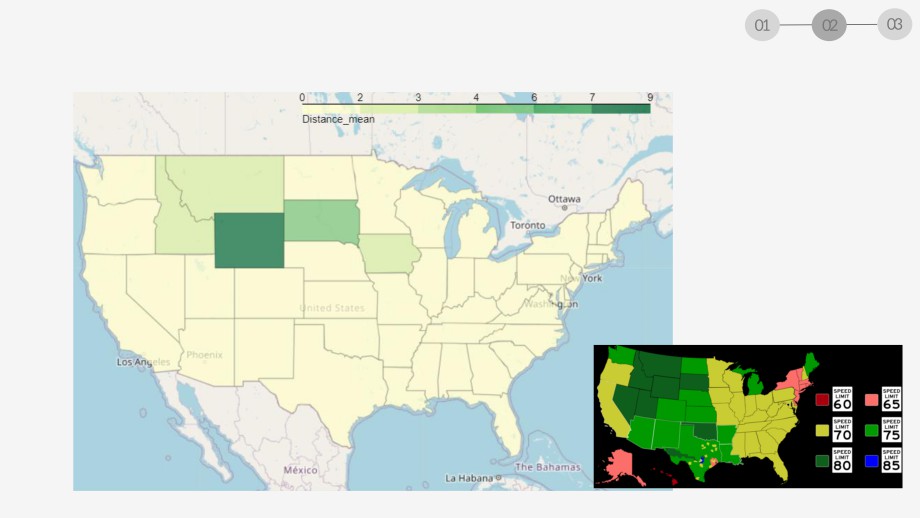 01 02 03
0 2 3 4 6 7 9
Distance_mean
Ottawa
Toronto
New York
United States
Washington
Phoenix
Los Angeles
México
The Bahamas
La Habana
SPEED LIMIT 60
SPEED LIMIT 65
SPEED LIMIT 70
SPEED LIMIT 75
SPEED LIMIT 80
SPEED LIMIT 85